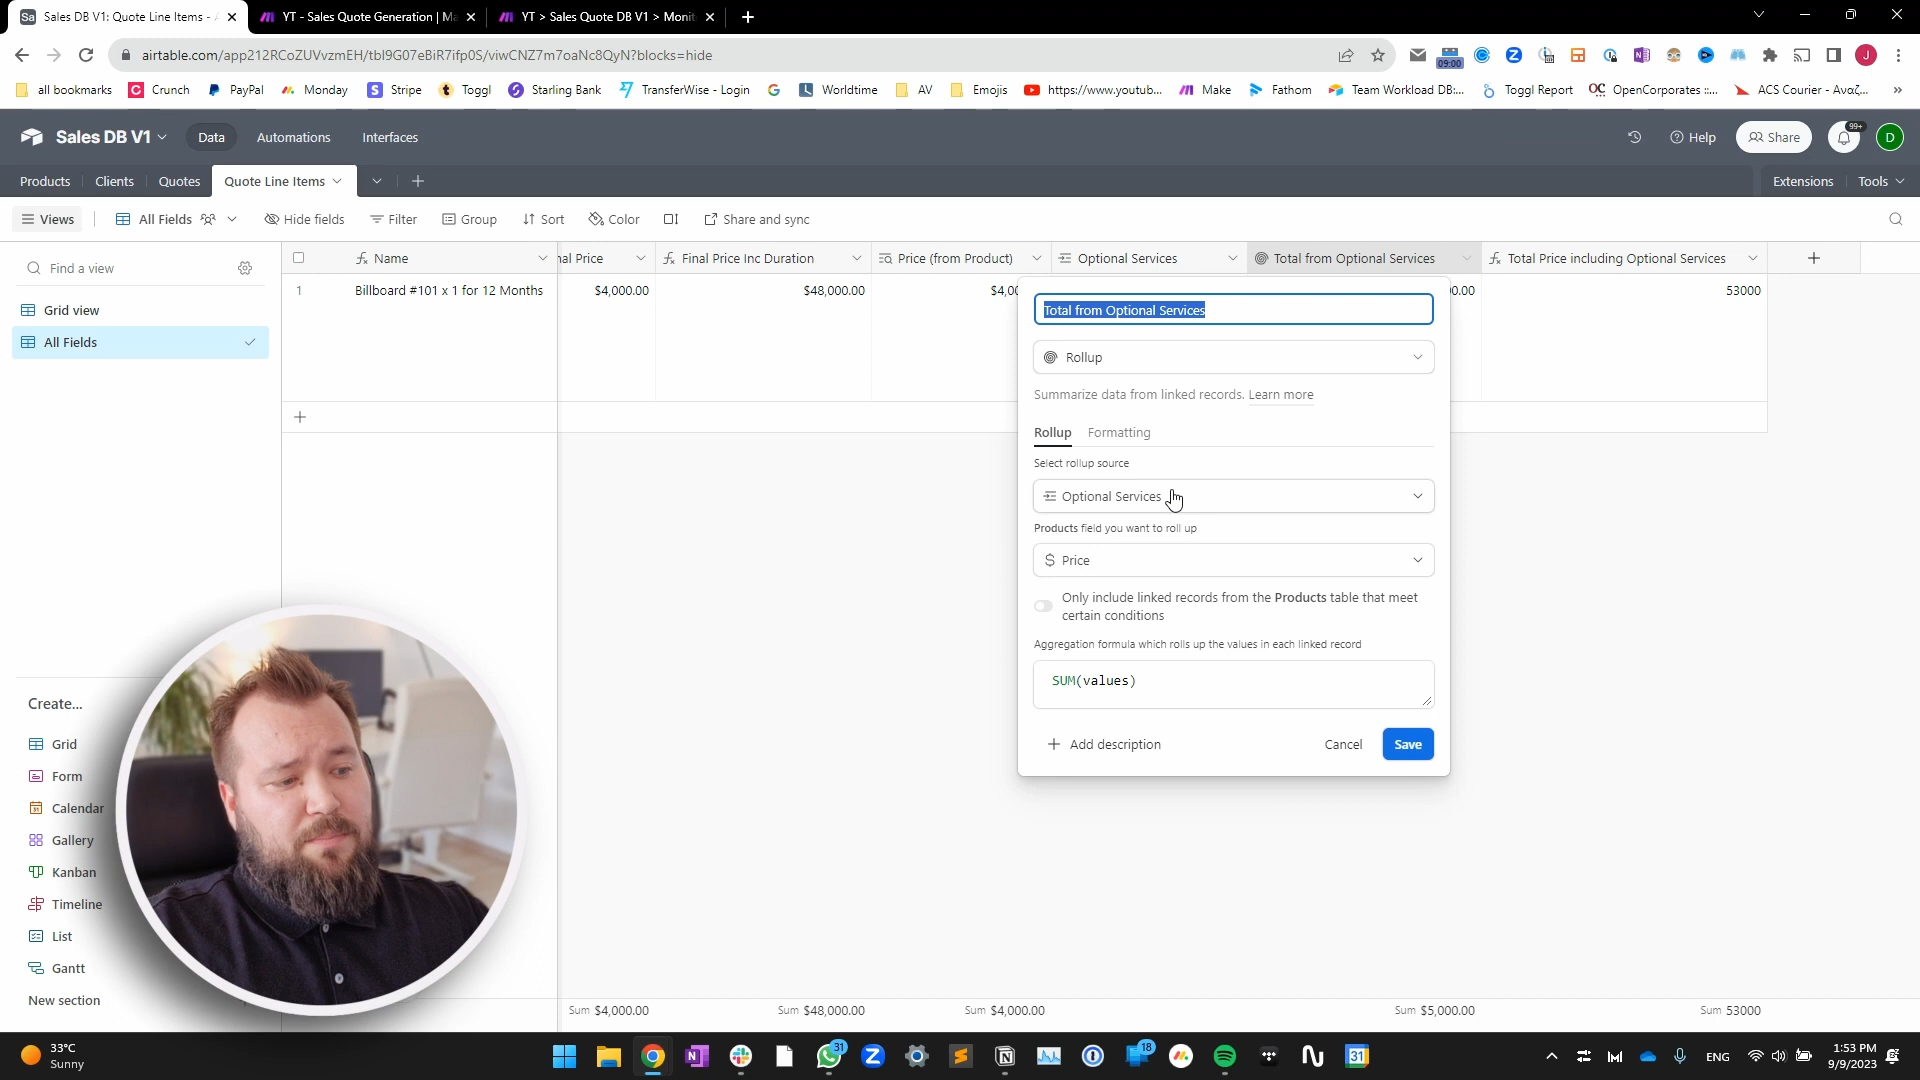 Sales DB V1: Quote Line Items -
YT - Sales Quote Generation | Ma
YT > Sales Quote DB V1 > Monit
airtable.com/app212RCoZUVvzmEH/tbl9G07eBiR7ifp0S/viwCNZ7m7oaNc8QyN?blocks=hide
09:00
J
all bookmarks
Crunch
PayPal
Monday
Stripe
Toggl
Starling Bank
TransferWise - Login
Worldtime
AV
Emojis
https://www.youtub...
Make
Fathom
Team Workload DB:...
Toggl Report
OpenCorporates ::...
ACS Courier - Αναζ...
Sales DB V1
Data
Automations
Interfaces
Help
Share
99+
D
Products
Clients
Quotes
Quote Line Items
Extensions
Tools
Views
All Fields
Hide fields
Filter
Group
Sort
Color
Share and sync
Find a view
Name
nal Price
Final Price Inc Duration
Price (from Product)
Optional Services
Total from Optional Services
Total Price including Optional Services
1
Billboard #101 x 1 for 12 Months
$4,000.00
$48,000.00
$4,00
00.00
53000
Grid view
All Fields
Total from Optional Services
Rollup
Summarize data from linked records. Learn more
Rollup
Formatting
Select rollup source
Optional Services
Products field you want to roll up
Price
Only include linked records from the Products table that meet
certain conditions
Aggregation formula which rolls up the values in each linked record
SUM(values)
Add description
Cancel
Save
Create...
Grid
Form
Calendar
Gallery
Kanban
Timeline
List
Gantt
New section
Sum $4,000.00
Sum $48,000.00
Sum $4,000.00
Sum $5,000.00
Sum 53000
33°C
Sunny
31
18
31
ENG
1:53 PM
9/9/2023